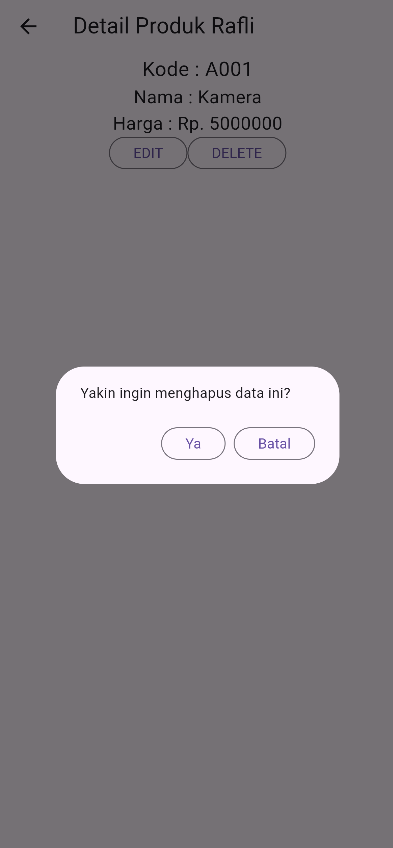 Detail Produk Rafli
Kode : A001
Nama : Kamera
Harga : Rp. 5000000
EDIT DELETE
Yakin ingin menghapus data ini?
Ya Batal